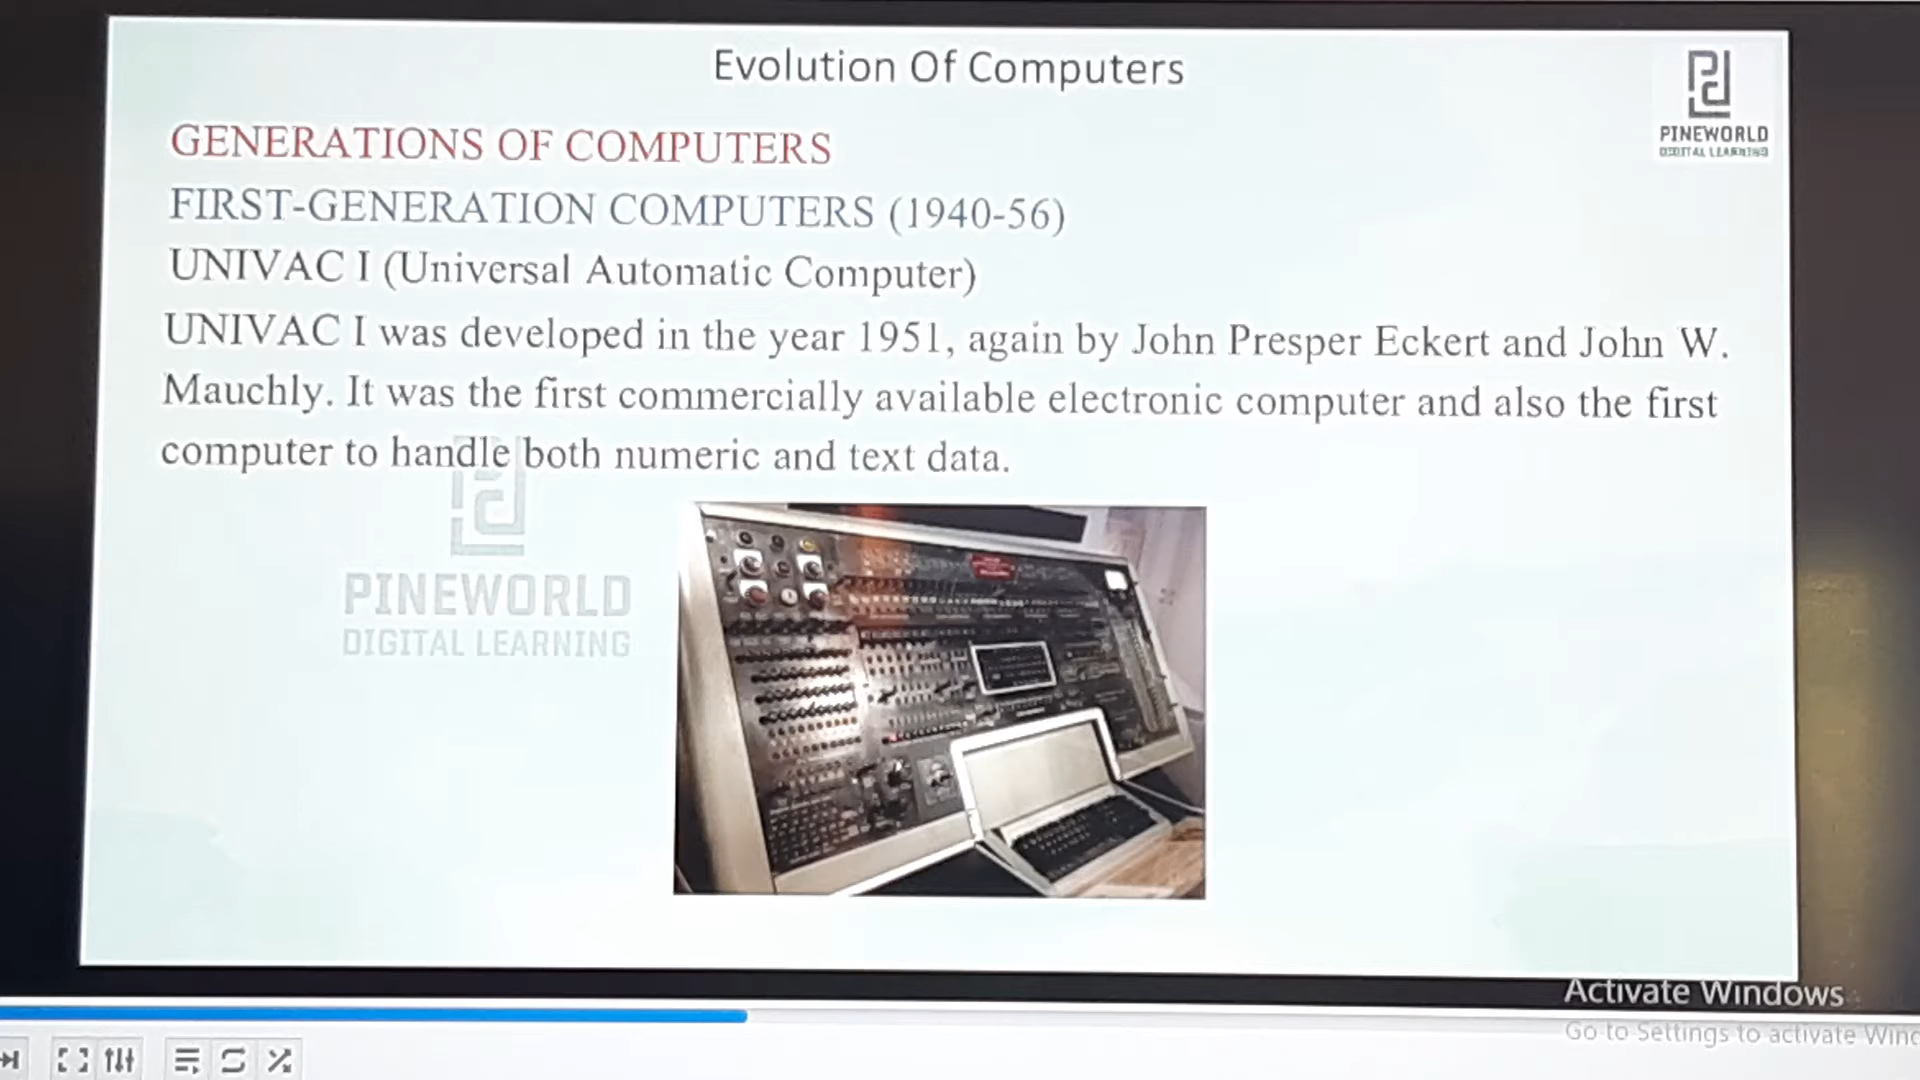 Evolution Of Computers
PINEWORLD
DIGITAL LEARNING
GENERATIONS OF COMPUTERS
FIRST-GENERATION COMPUTERS (1940-56)
UNIVAC I (Universal Automatic Computer)
UNIVAC I was developed in the year 1951, again by John Presper Eckert and John W.
Mauchly. It was the first commercially available electronic computer and also the first
computer to handle both numeric and text data.
PINEWORLD
DIGITAL LEARNING
Activate Windows
Go to Settings to activate Winc